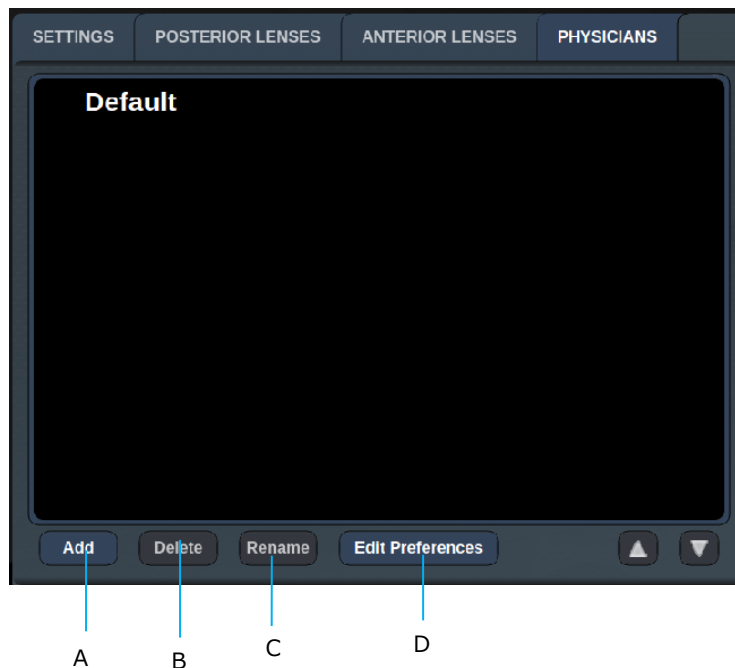 SETTINGS POSTERIOR LENSES ANTERIOR LENSES PHYSICIANS
Default
Add Delete Rename Edit Preferences
A B C D